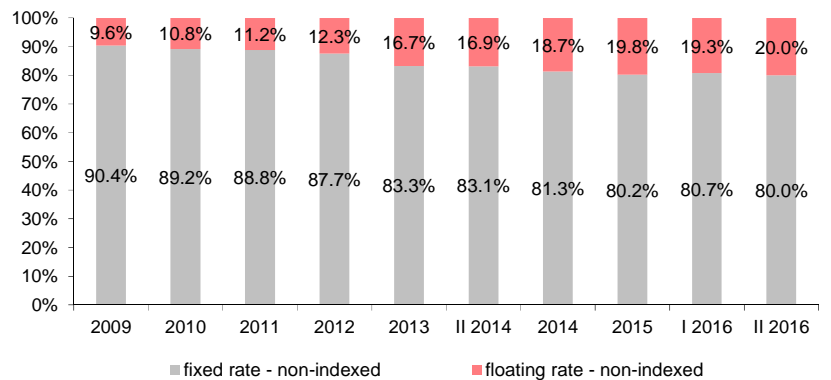 100%
90%
80%
70%
60%
50%
40%
30%
20%
10%
0%
9.6% 10.8% 11.2% 12.3% 16.7% 16.9% 18.7% 19.8% 19.3% 20.0%
90.4% 89.2% 88.8% 87.7% 83.3% 83.1% 81.3% 80.2% 80.7% 80.0%
2009 2010 2011 2012 2013 II 2014 2014 2015 I 2016 II 2016
fixed rate - non-indexed floating rate - non-indexed